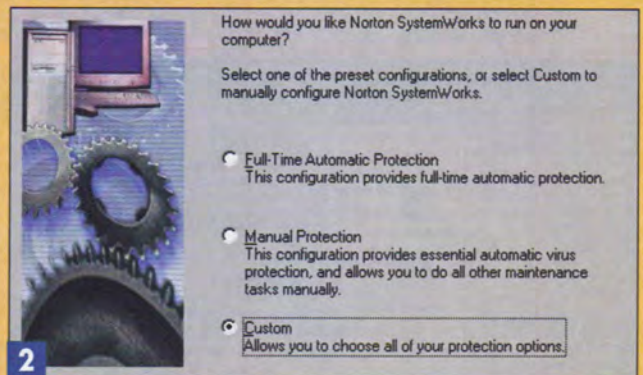 How would you like Norton SystemWorks to run on your
computer?
Select one of the preset configurations, or select Custom to
manually configure Norton SystemWorks.
Full-Time Automatic Protection
This configuration provides full-time automatic protection.
Manual Protection
This configuration provides essential automatic virus
protection, and allows you to do all other maintenance
tasks manually.
Custom
Allows you to choose all of your protection options.
2